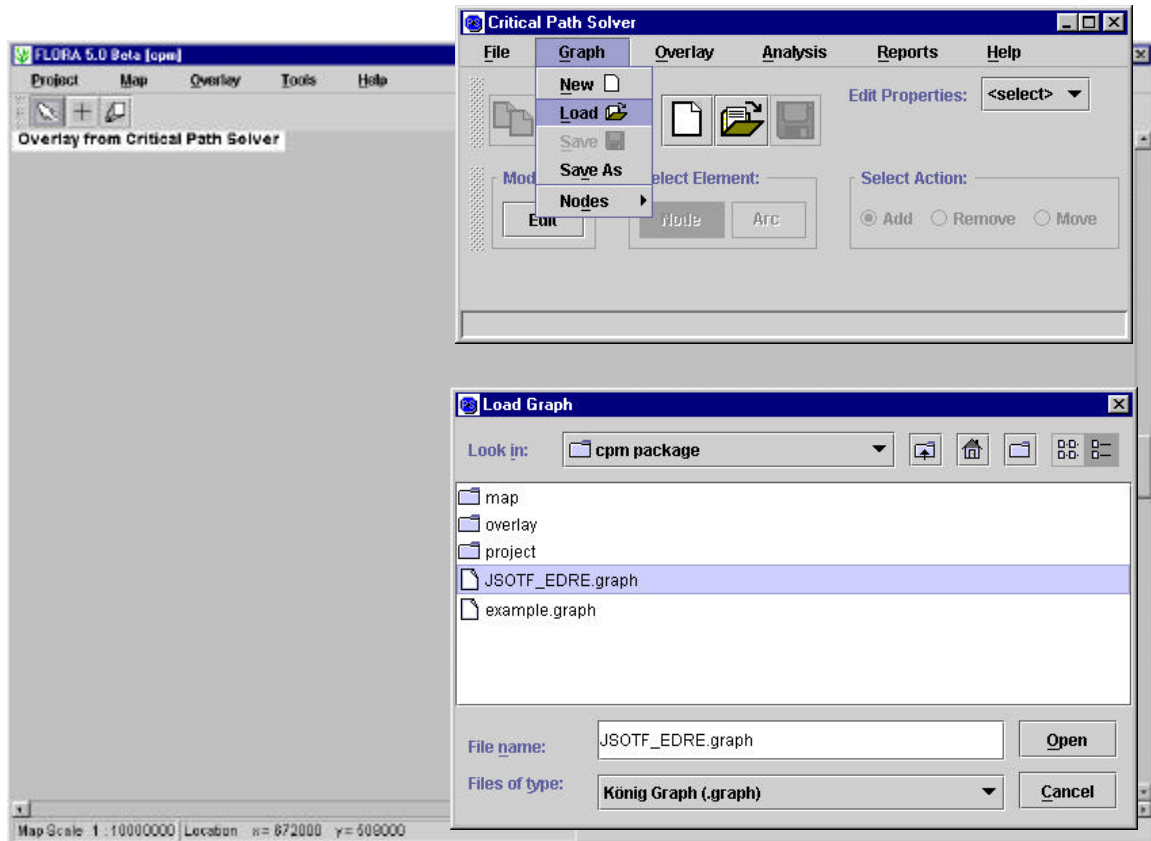 FLORA 5.0 Beta [cpm]
Project Map Overlay Tools Help
Overlay from Critical Path Solver
Map Scale 1 : 10000000 Location x= 672000 y= 508000
Critical Path Solver
File Graph Overlay Analysis Reports Help
New
Load
Save
Save As
Nodes
Edit Properties: <select>
Mod
Edit
elect Element:
Node Arc
Select Action:
Add Remove Move
Load Graph
Look in: cpm package
map
overlay
project
JSOTF_EDRE.graph
example.graph
File name: JSOTF_EDRE.graph Open
Files of type: König Graph (.graph) Cancel